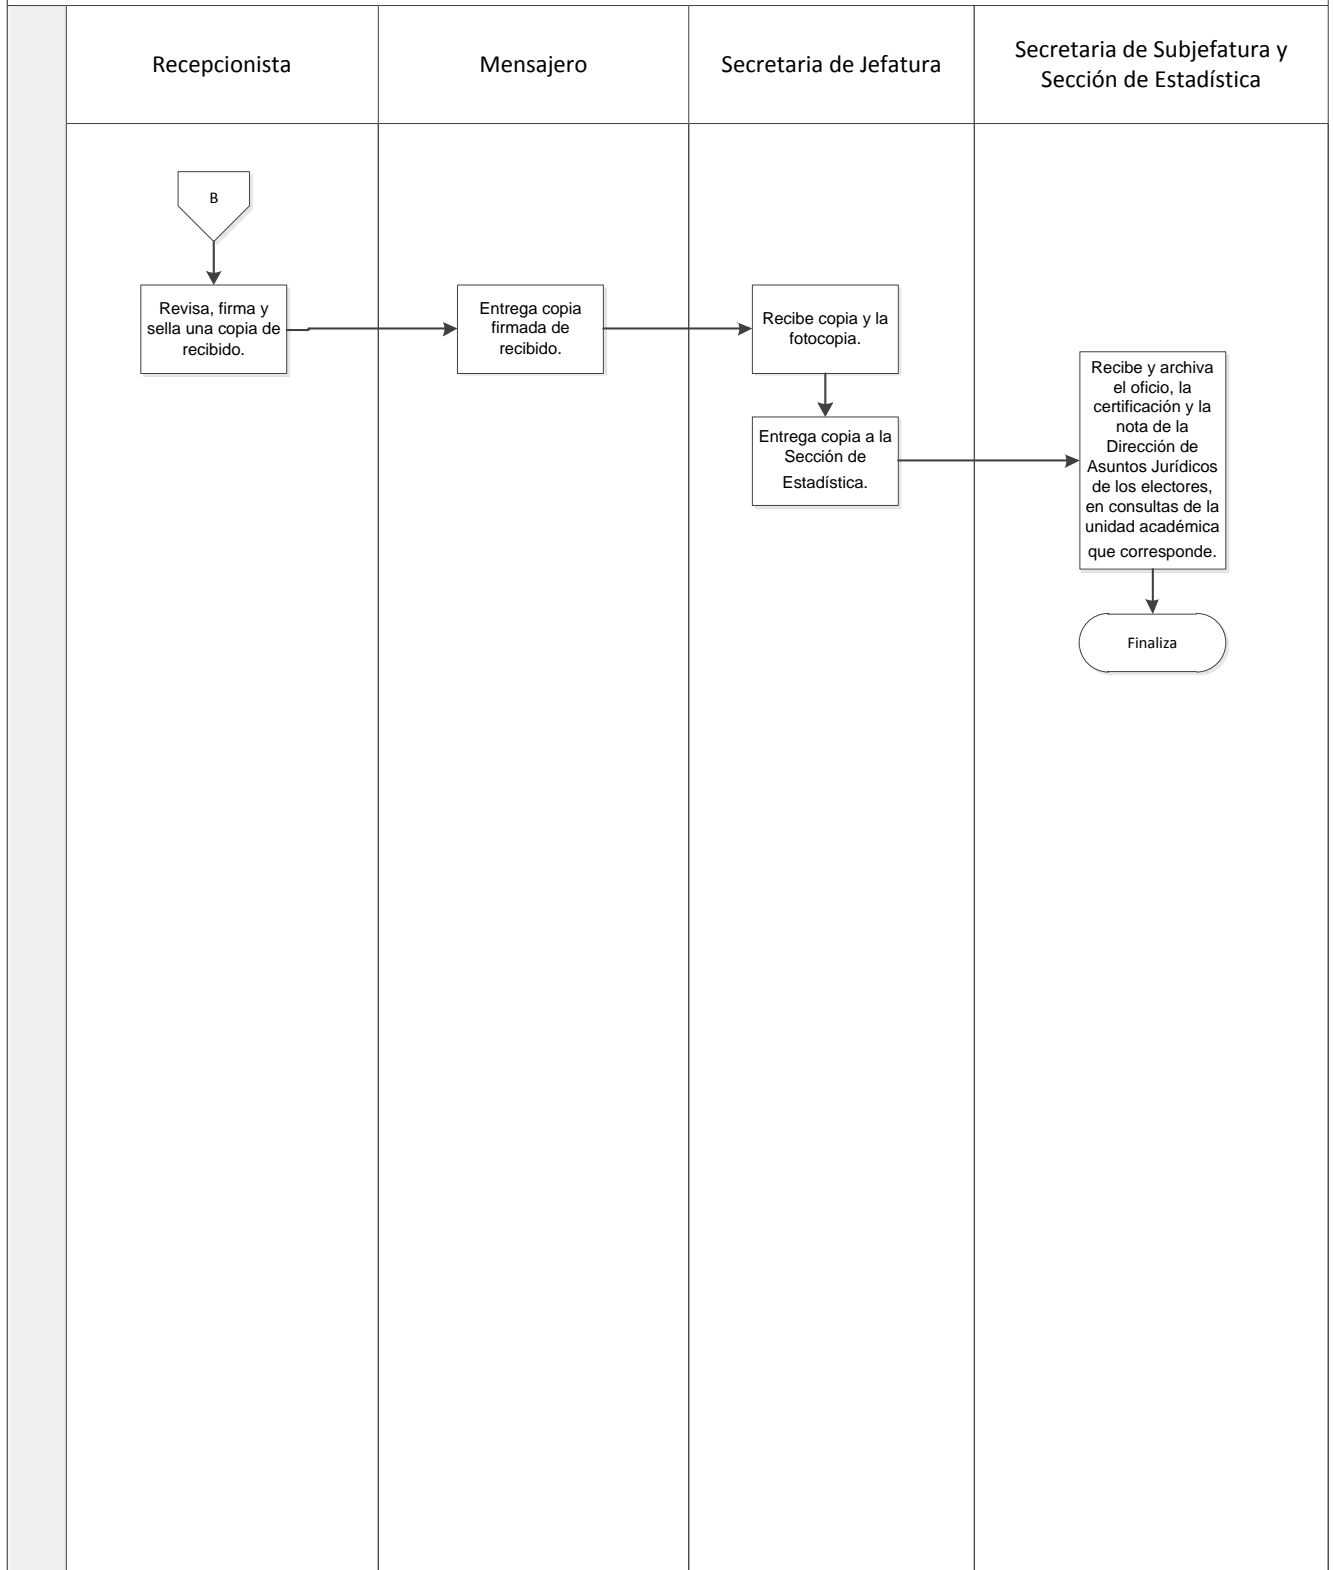 Recepcionista
Mensajero
Secretaria de Jefatura
Secretaria de Subjefatura y
Sección de Estadística
B
Revisa, firma y
sella una copia de
recibido.
Entrega copia
firmada de
recibido.
Recibe copia y la
fotocopia.
Entrega copia a la
Sección de
Estadística.
Recibe y archiva
el oficio, la
certificación y la
nota de la
Dirección de
Asuntos Jurídicos
de los electores,
en consultas de la
unidad académica
que corresponde.
Finaliza